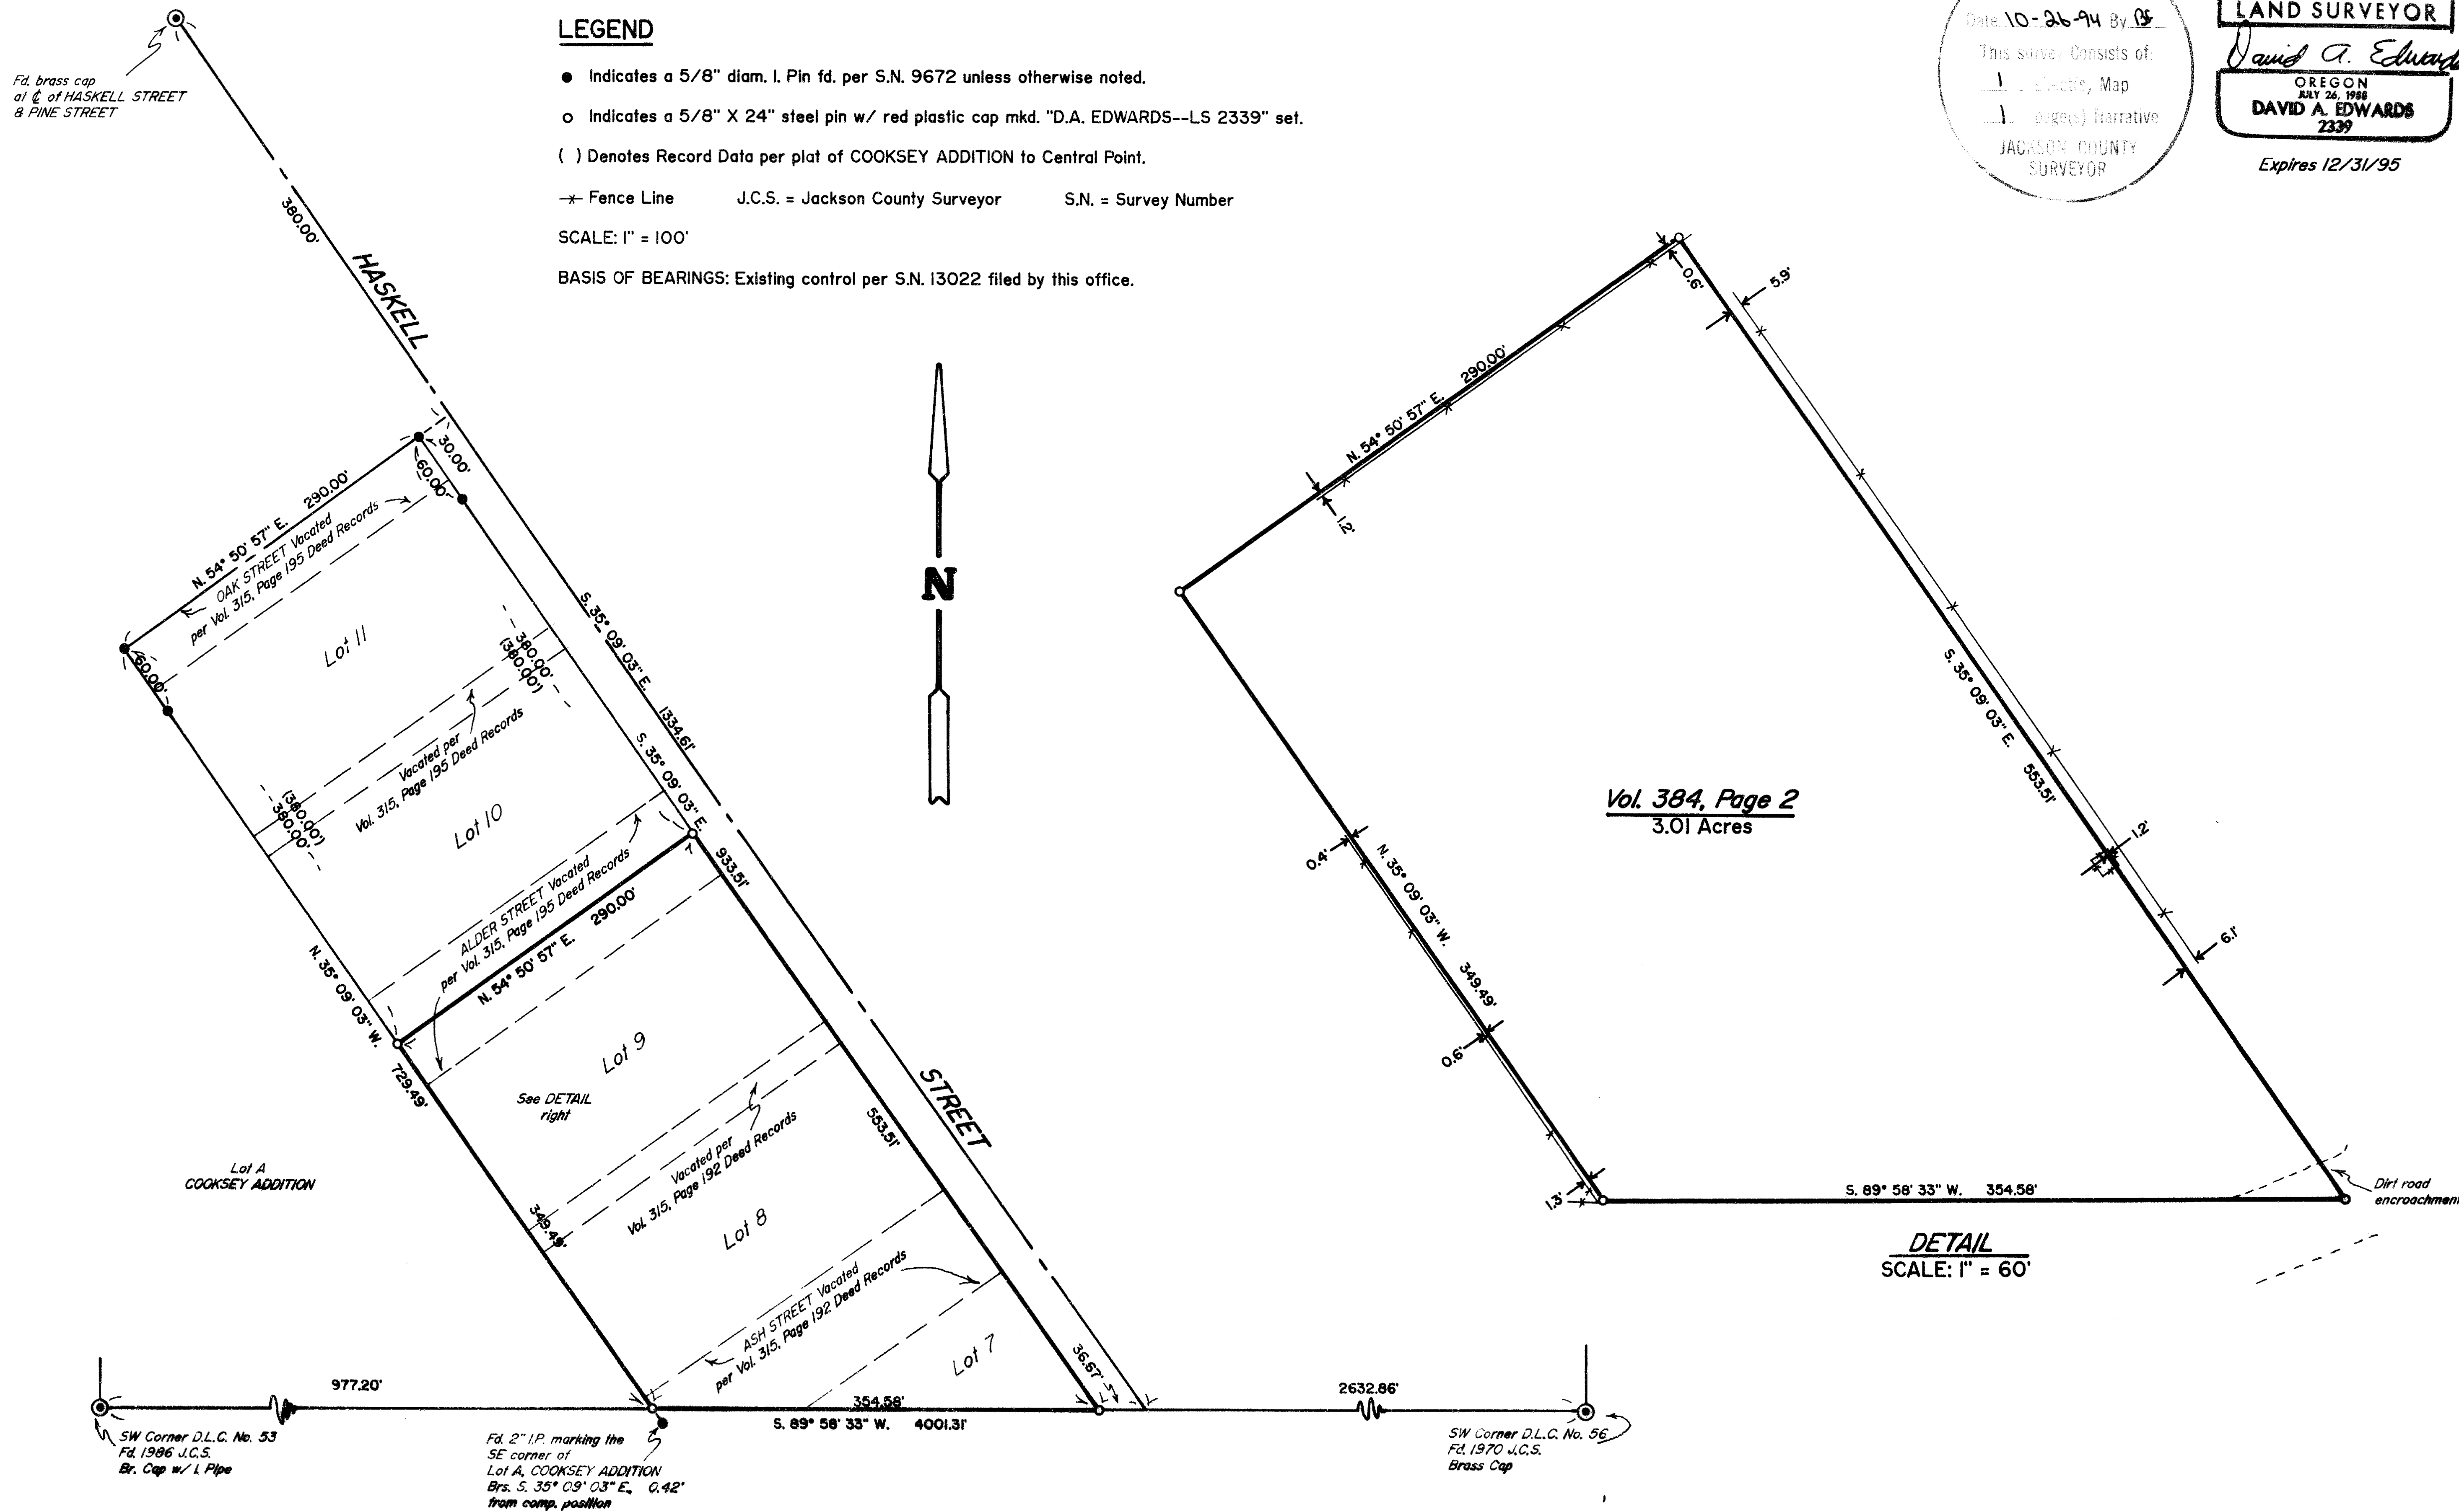 Fd. brass cap
at ℄ of HASKELL STREET
& PINE STREET
LEGEND
● Indicates a 5/8" diam. I. Pin fd. per S.N. 9672 unless otherwise noted.
○ Indicates a 5/8" X 24" steel pin w/ red plastic cap mkd. "D.A. EDWARDS--LS 2339" set.
( ) Denotes Record Data per plat of COOKSEY ADDITION to Central Point.
Fence Line J.C.S. = Jackson County Surveyor S.N. = Survey Number
SCALE: 1" = 100'
BASIS OF BEARINGS: Existing control per S.N. 13022 filed by this office.
Date 10-26-94 By
This survey Consists of:
1 Map
1 page(s) Narrative
JACKSON COUNTY
SURVEYOR
LAND SURVEYOR
David A. Edwards
OREGON
JULY 26, 1988
DAVID A. EDWARDS
2339
Expires 12/31/95
380.00'
HASKELL
30.00'
(60.00')
N. 54° 50' 57" E. 290.00'
OAK STREET Vacated
per Vol. 315, Page 195 Deed Records
60.00'
Lot 11
380.00'
(380.00')
S. 35° 09' 03" E. 1334.61'
Vacated per
Vol. 315, Page 195 Deed Records
(380.00')
380.00'
Lot 10
S. 35° 09' 03" E.
933.51'
ALDER STREET Vacated
per Vol. 315, Page 195 Deed Records
N. 54° 50' 57" E. 290.00'
N. 35° 09' 03" W.
729.49'
Lot 9
See DETAIL
right
STREET
553.51'
Vacated per
Vol. 315, Page 192 Deed Records
349.49'
Lot 8
Lot A
COOKSEY ADDITION
ASH STREET Vacated
per Vol. 315, Page 192 Deed Records
Lot 7
36.67'
977.20'
354.58'
S. 89° 58' 33" W. 4001.31'
2632.86'
SW Corner D.L.C. No. 53
Fd. 1986 J.C.S.
Br. Cap w/ I. Pipe
Fd. 2" I.P. marking the
SE corner of
Lot A, COOKSEY ADDITION
Brs. S. 35° 09' 03" E., 0.42'
from comp. position
SW Corner D.L.C. No. 56
Fd. 1970 J.C.S.
Brass Cap
N
0.6'
5.9'
N. 54° 50' 57" E. 290.00'
1.2'
S. 35° 09' 03" E. 553.51'
Vol. 384, Page 2
3.01 Acres
1.2'
0.4'
N. 35° 09' 03" W. 349.49'
6.1'
0.6'
1.3'
S. 89° 58' 33" W. 354.58'
Dirt road
encroachment
DETAIL
SCALE: 1" = 60'